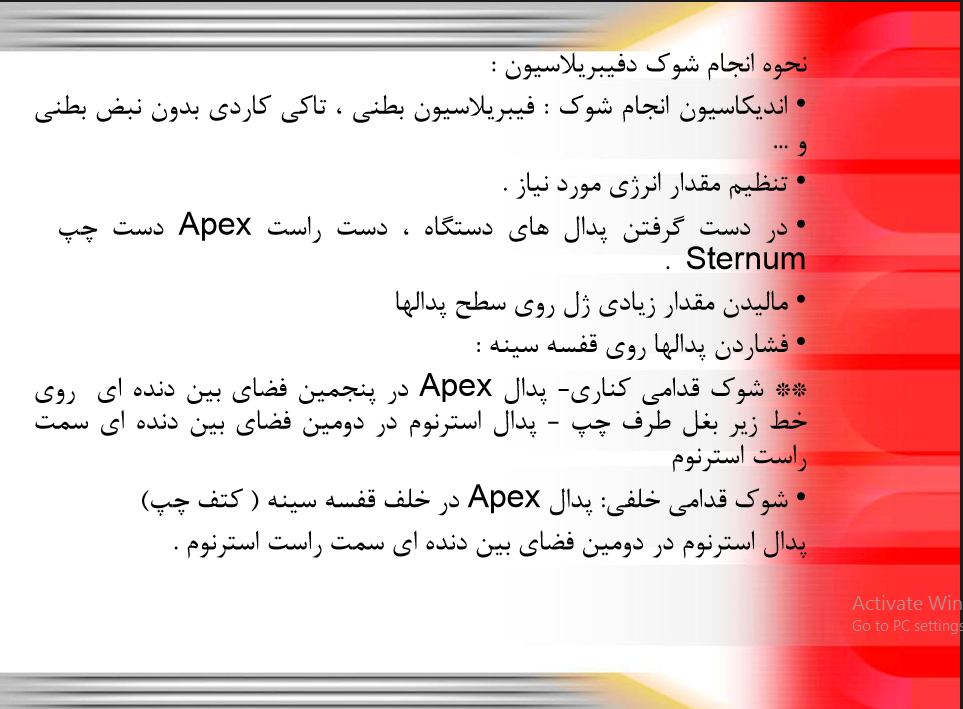 نحوه انجام شوک دفیبریلاسیون :
• اندیکاسیون انجام شوک : فیبریلاسیون بطنی ، تاکی کاردی بدون نبض بطنی
و ...
• تنظیم مقدار انرژی مورد نیاز .
• در دست گرفتن پدال های دستگاه ، دست راست Apex دست چپ
Sternum .
• مالیدن مقدار زیادی ژل روی سطح پدالها
• فشاردن پدالها روی قفسه سینه :
** شوک قدامی کناری- پدال Apex در پنجمین فضای بین دنده ای روی
خط زیر بغل طرف چپ – پدال استرنوم در دومین فضای بین دنده ای سمت
راست استرنوم
• شوک قدامی خلفی: پدال Apex در خلف قفسه سینه ( کتف چپ)
پدال استرنوم در دومین فضای بین دنده ای سمت راست استرنوم .
Activate Win
Go to PC settings